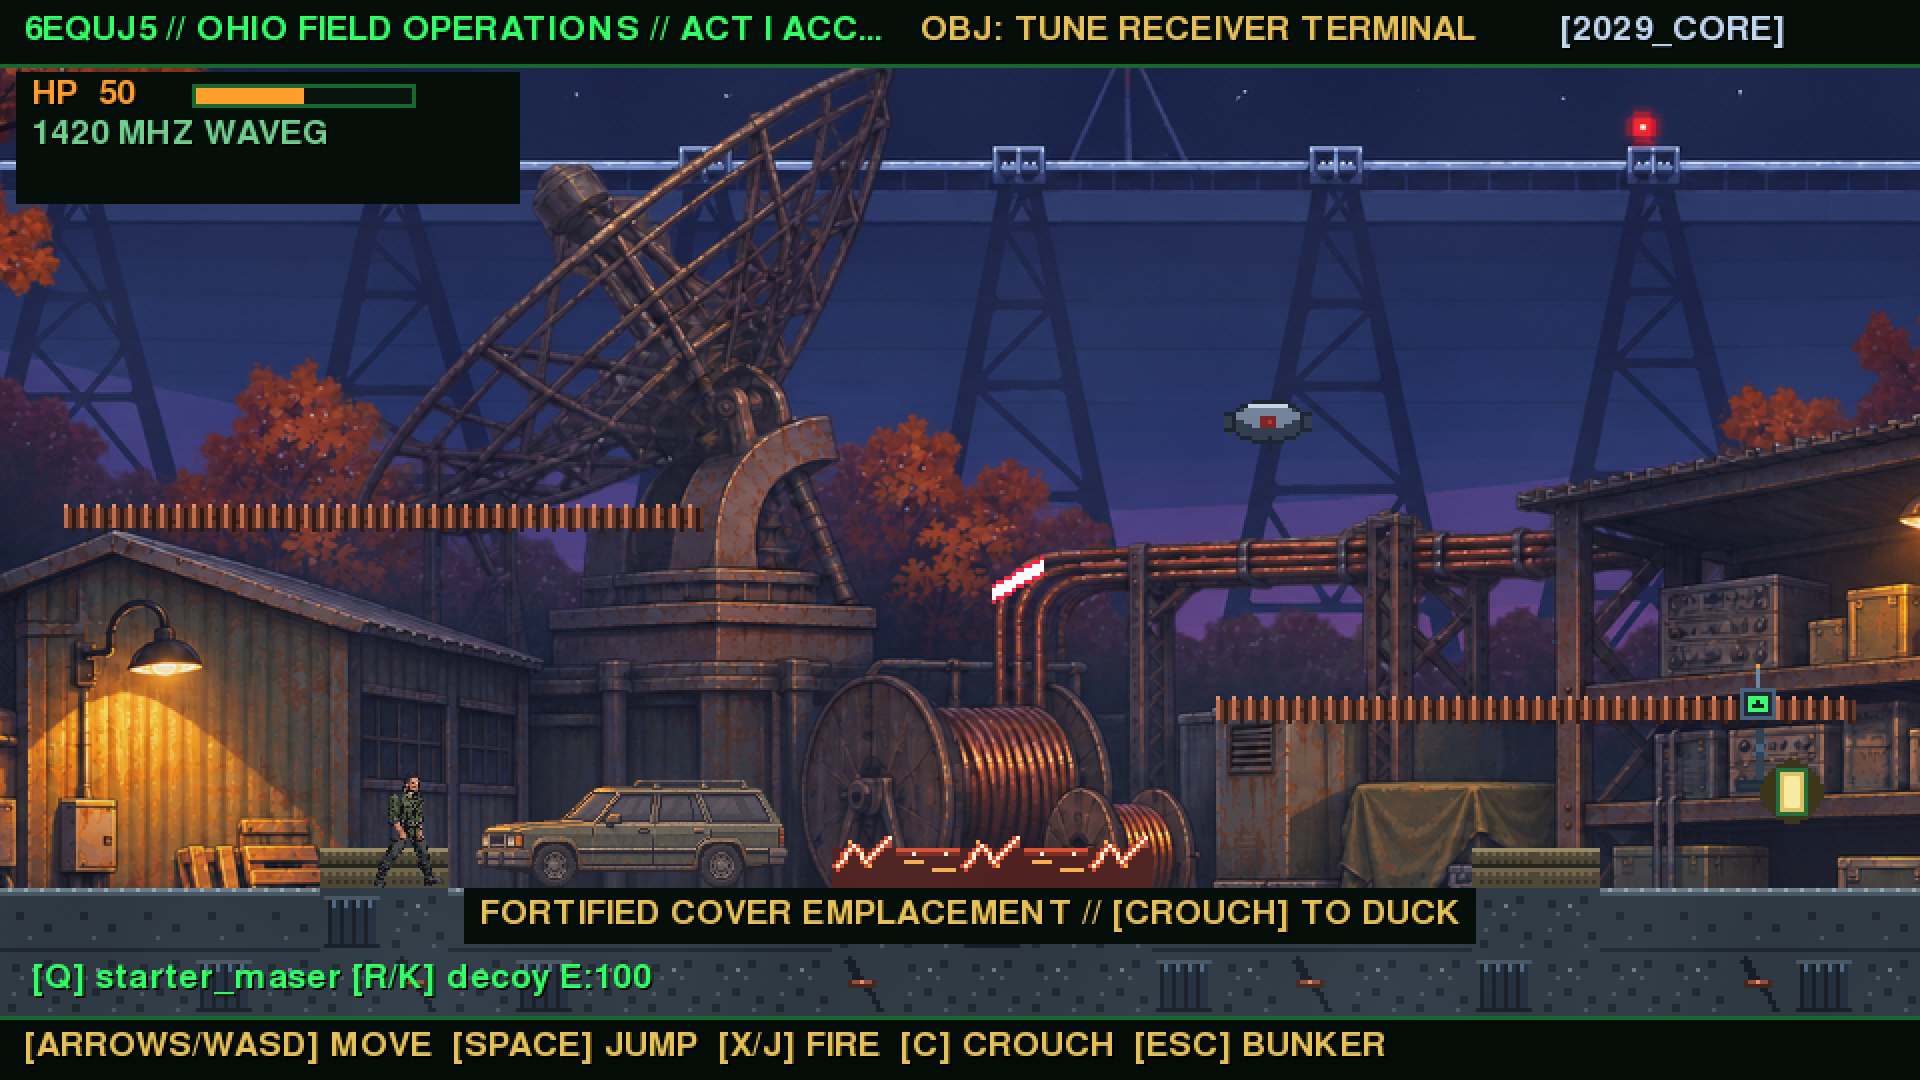 6EQUJ5 // OHIO FIELD OPERATIONS // ACT I ACC... OBJ: TUNE RECEIVER TERMINAL [2029_CORE]
HP 50
1420 MHZ WAVEG
FORTIFIED COVER EMPLACEMENT // [CROUCH] TO DUCK
[Q] starter_maser [R/K] decoy E:100
[ARROWS/WASD] MOVE [SPACE] JUMP [X/J] FIRE [C] CROUCH [ESC] BUNKER